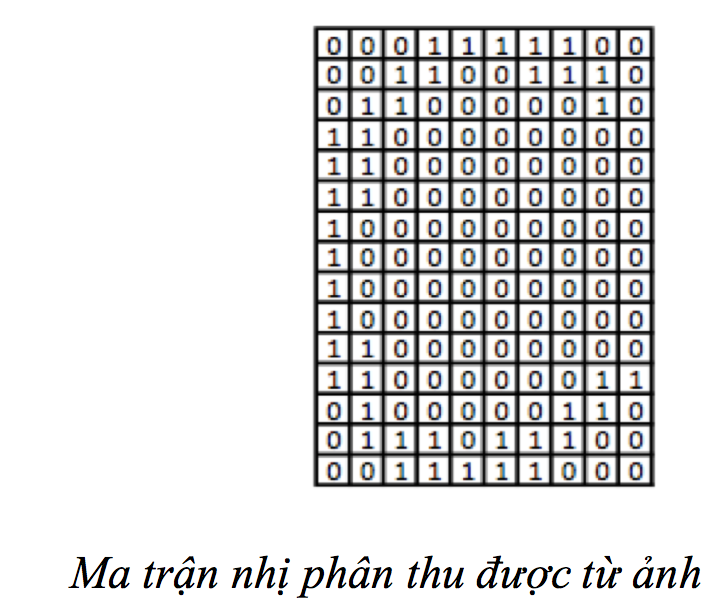 0 0 0 1 1 1 1 1 0 0
0 0 1 1 0 0 1 1 1 0
0 1 1 0 0 0 0 0 1 0
1 1 0 0 0 0 0 0 0 0
1 1 0 0 0 0 0 0 0 0
1 1 0 0 0 0 0 0 0 0
1 0 0 0 0 0 0 0 0 0
1 0 0 0 0 0 0 0 0 0
1 0 0 0 0 0 0 0 0 0
1 0 0 0 0 0 0 0 0 0
1 1 0 0 0 0 0 0 0 0
1 1 0 0 0 0 0 0 1 1
0 1 0 0 0 0 0 1 1 0
0 1 1 1 0 1 1 1 0 0
0 0 1 1 1 1 1 0 0 0
Ma trận nhị phân thu được từ ảnh